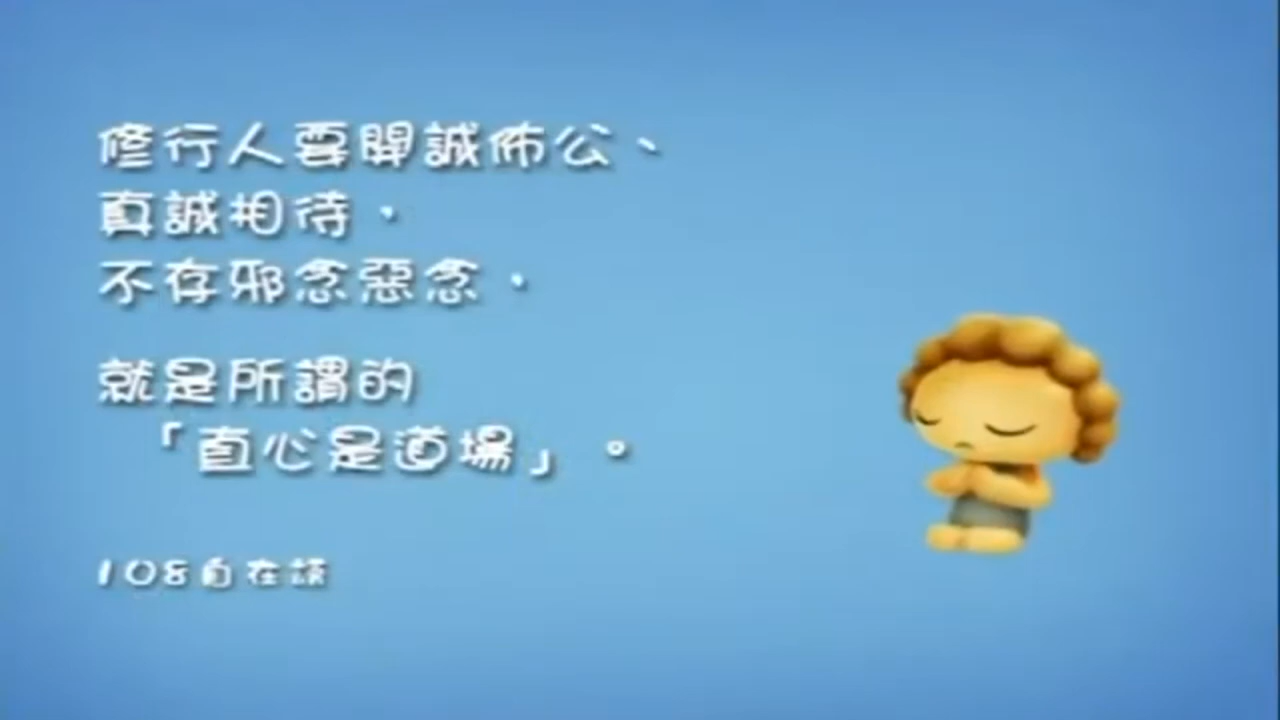 修行人要開誠佈公、
真誠相待，
不存邪念惡念，
就是所謂的
「直心是道場」。
108自在語